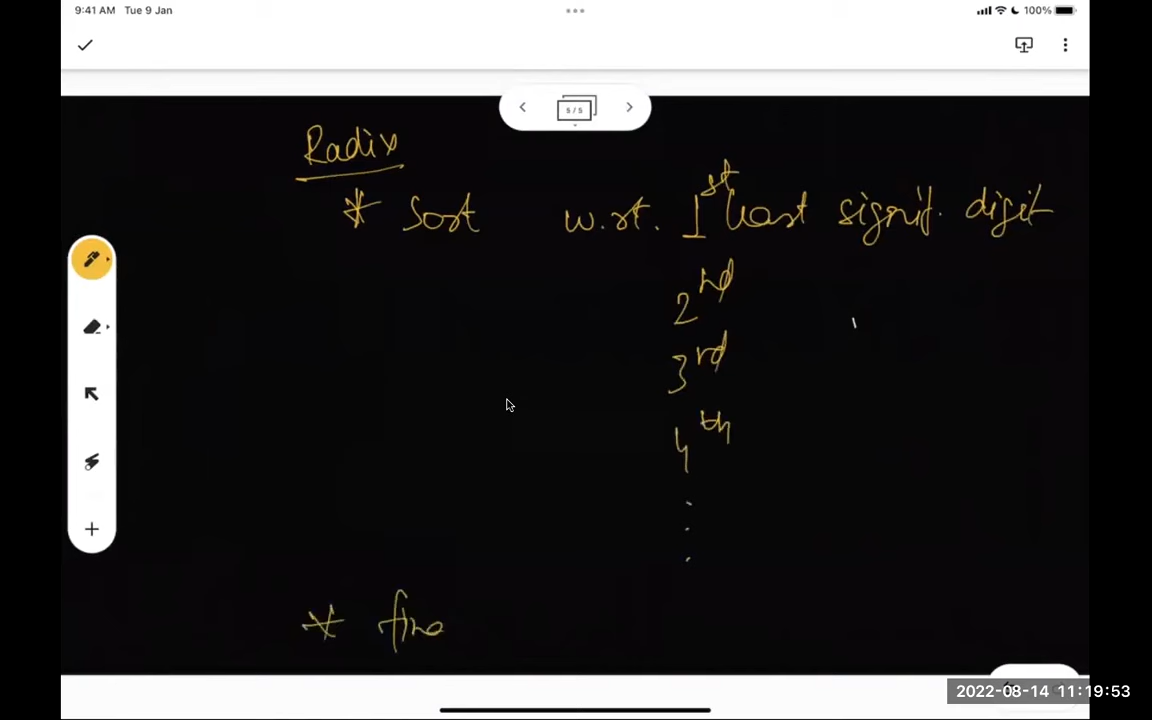 9:41 AM Tue 9 Jan
100%
5 / 5
Radix
* Sort w.r.t. 1st least signif. digit
2nd
3rd
4th
* fina
2022-08-14 11:19:53